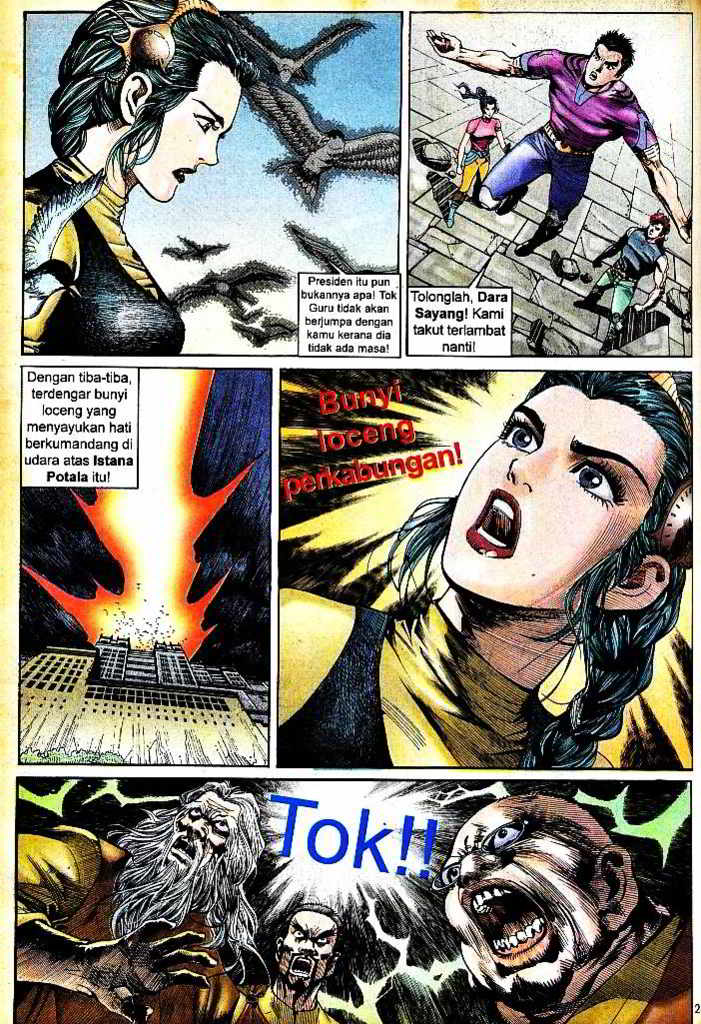 Presiden itu pun
bukannya apa! Tok
Guru tidak akan
berjumpa dengan
kamu kerana dia
tidak ada masa!
Tolonglah, Dara
Sayang! Kami
takut terlambat
nanti!
Dengan tiba-tiba,
terdengar bunyi
loceng yang
menyayukan hati
berkumandang di
udara atas Istana
Potala itu!
Bunyi
loceng
perkabungan!
Tok!!
2